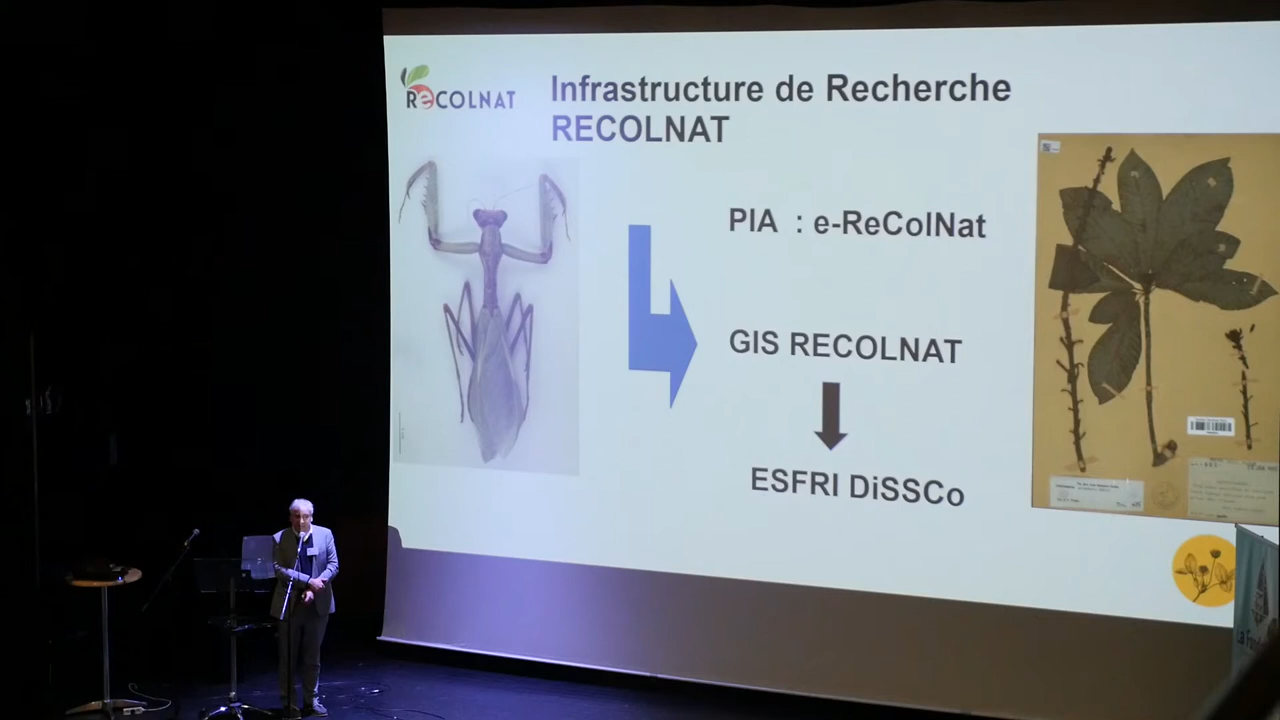 ReCOLNAT
Infrastructure de Recherche
RECOLNAT
PIA : e-ReColNat
GIS RECOLNAT
ESFRI DiSSCo